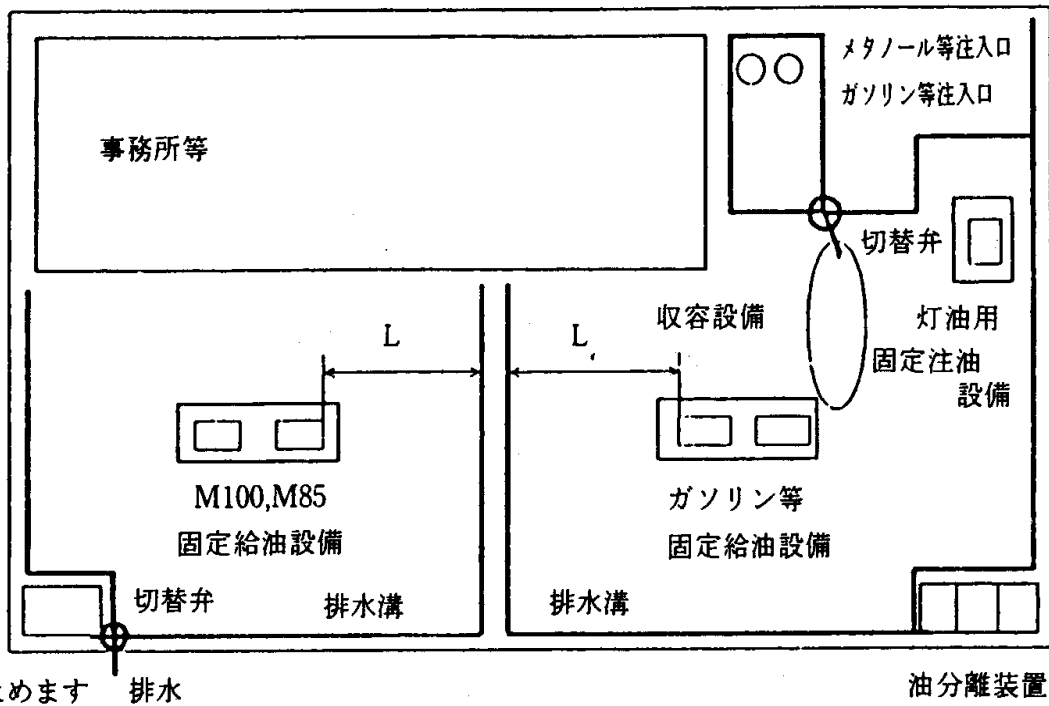 メタノール等注入口
ガソリン等注入口
事務所等
切替弁
収容設備
灯油用
固定注油
設備
L
L
M100,M85
固定給油設備
ガソリン等
固定給油設備
切替弁
排水溝
排水溝
めます
排水
油分離装置